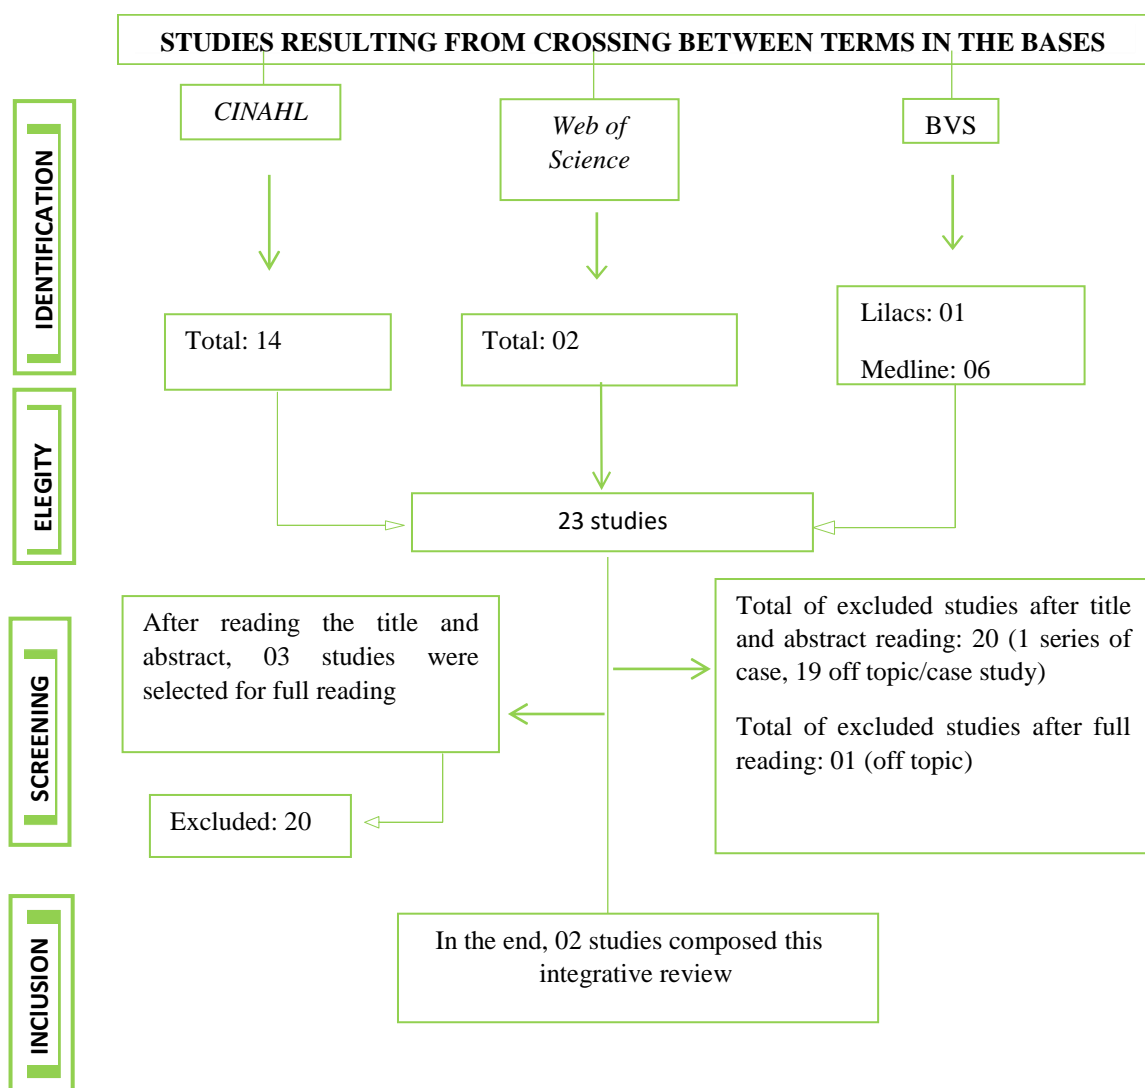 STUDIES RESULTING FROM CROSSING BETWEEN TERMS IN THE BASES
IDENTIFICATION
CINAHL
Web of
Science
BVS
Total: 14
Total: 02
Lilacs: 01
Medline: 06
ELEGITY
23 studies
SCREENING
After reading the title and
abstract, 03 studies were
selected for full reading
Excluded: 20
Total of excluded studies after title
and abstract reading: 20 (1 series of
case, 19 off topic/case study)
Total of excluded studies after full
reading: 01 (off topic)
INClUSION
In the end, 02 studies composed this
integrative review